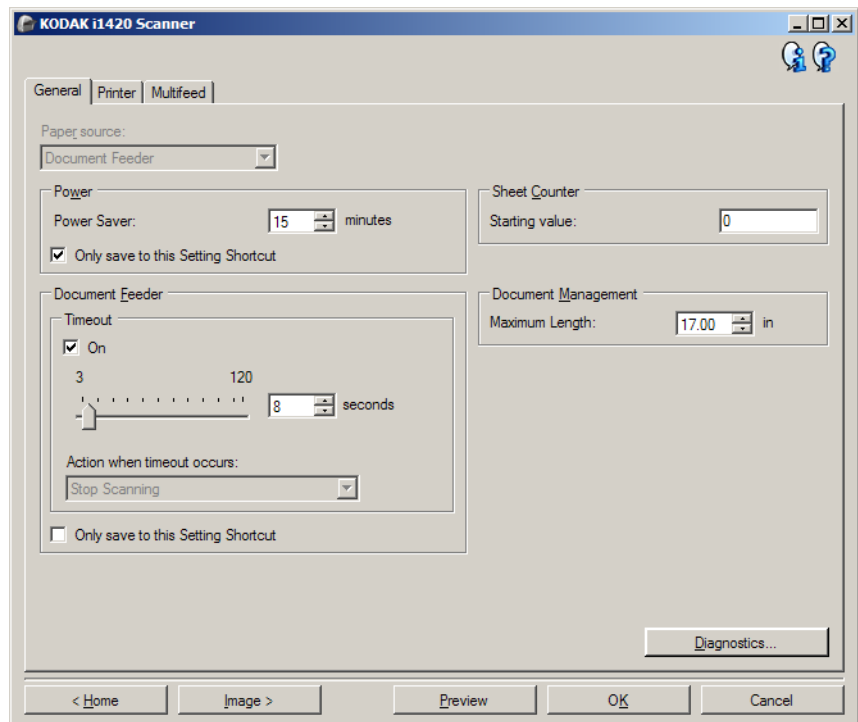 KODAK i1420 Scanner
General Printer Multifeed
Paper source:
Document Feeder
Power
Power Saver: 15 minutes
Only save to this Setting Shortcut
Sheet Counter
Starting value: 0
Document Feeder
Timeout
On
3 120
8 seconds
Action when timeout occurs:
Stop Scanning
Only save to this Setting Shortcut
Document Management
Maximum Length: 17.00 in
Diagnostics...
< Home Image > Preview OK Cancel